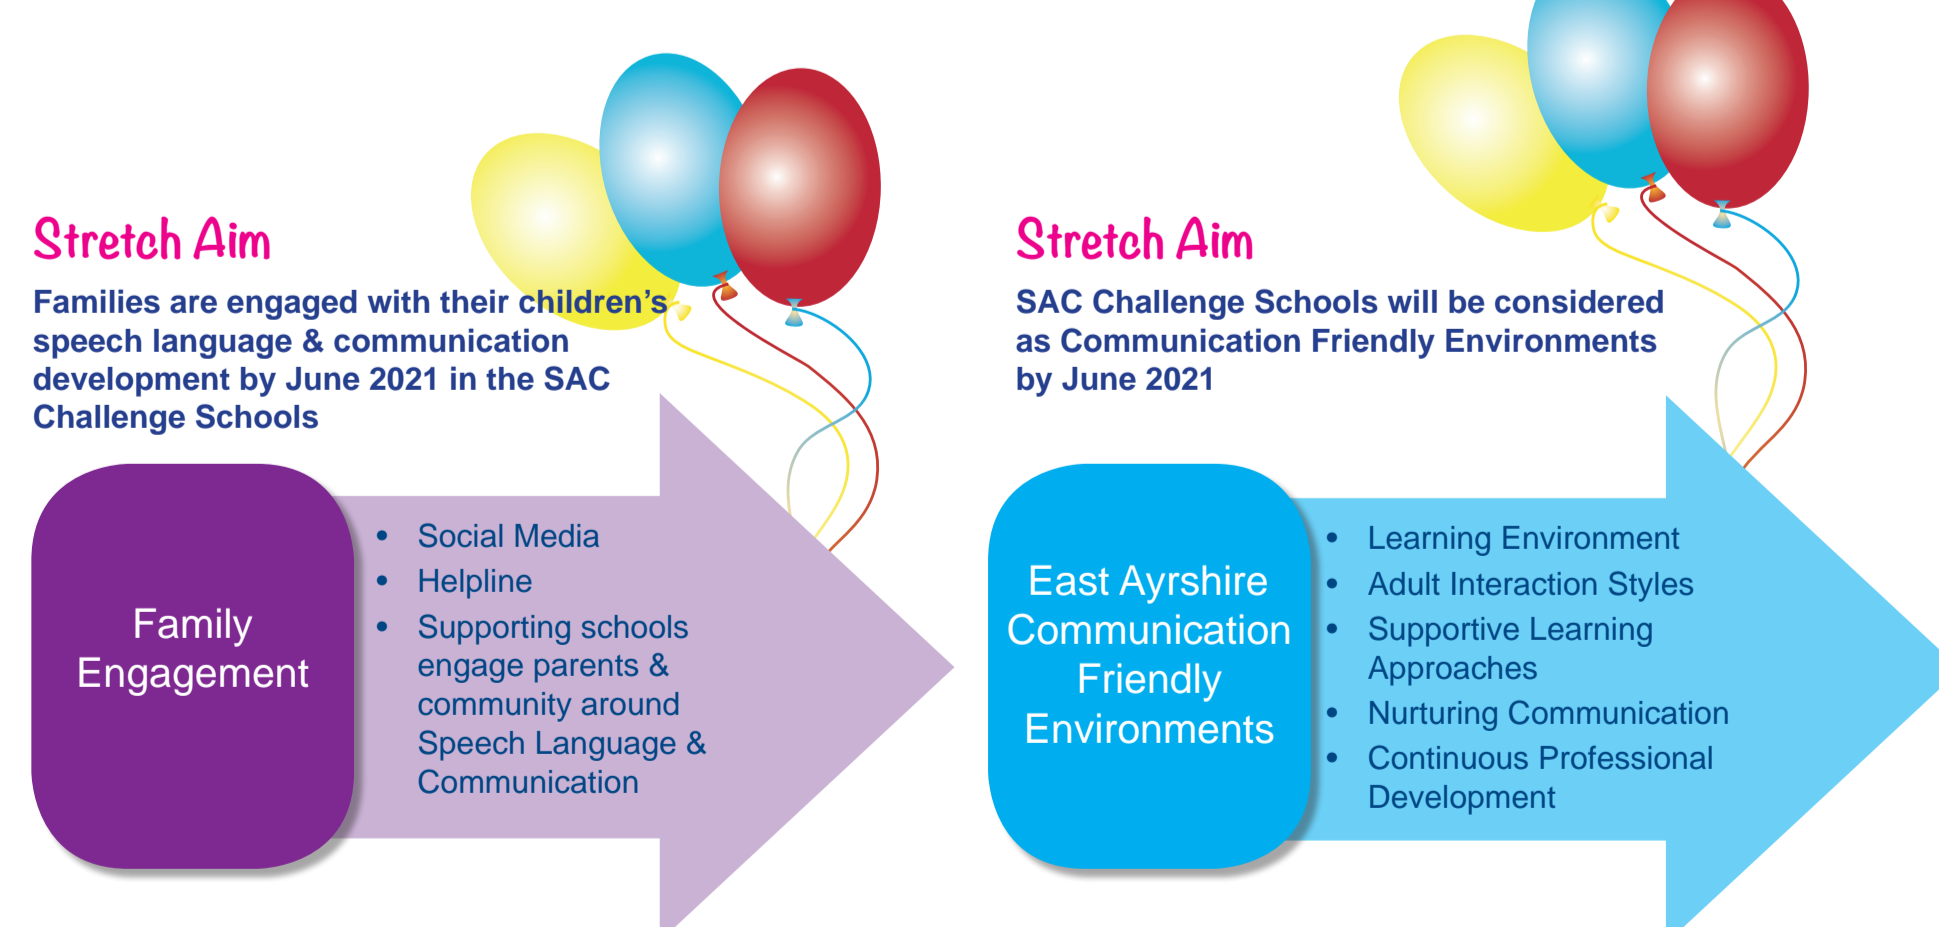 Stretch Aim
Families are engaged with their children's
speech language & communication
development by June 2021 in the SAC
Challenge Schools
Family
Engagement
• Social Media
• Helpline
• Supporting schools
engage parents &
community around
Speech Language &
Communication
Stretch Aim
SAC Challenge Schools will be considered
as Communication Friendly Environments
by June 2021
East Ayrshire
Communication
Friendly
Environments
• Learning Environment
• Adult Interaction Styles
• Supportive Learning
Approaches
• Nurturing Communication
• Continuous Professional
Development